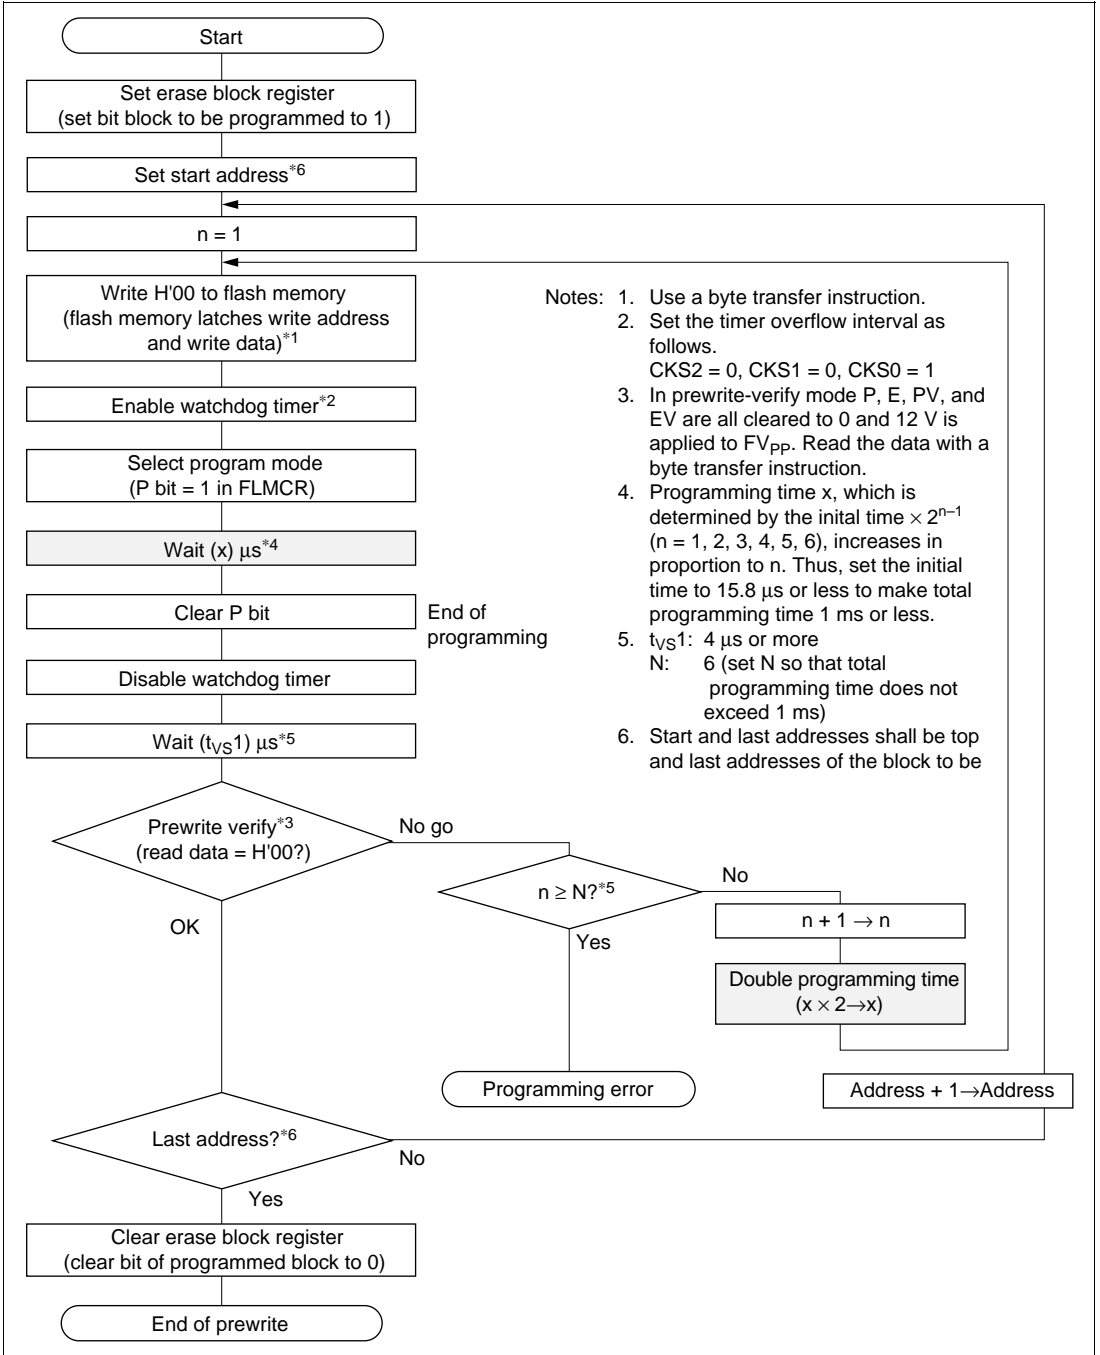 Start
Set erase block register
(set bit block to be programmed to 1)
Set start address*6
n = 1
Write H'00 to flash memory
(flash memory latches write address
and write data)*1
Enable watchdog timer*2
Select program mode
(P bit = 1 in FLMCR)
Wait (x) μs*4
Clear P bit
End of
programming
Disable watchdog timer
Wait (tVS1) μs*5
Prewrite verify*3
(read data = H'00?)
No go
OK
n ≥ N?*5
No
Yes
n + 1 → n
Double programming time
(x × 2→x)
Programming error
Address + 1→Address
Last address?*6
No
Yes
Clear erase block register
(clear bit of programmed block to 0)
End of prewrite
Notes: 1. Use a byte transfer instruction.
2. Set the timer overflow interval as
follows.
CKS2 = 0, CKS1 = 0, CKS0 = 1
3. In prewrite-verify mode P, E, PV, and
EV are all cleared to 0 and 12 V is
applied to FVPP. Read the data with a
byte transfer instruction.
4. Programming time x, which is
determined by the inital time × 2n–1
(n = 1, 2, 3, 4, 5, 6), increases in
proportion to n. Thus, set the initial
time to 15.8 μs or less to make total
programming time 1 ms or less.
5. tVS1: 4 μs or more
N: 6 (set N so that total
programming time does not
exceed 1 ms)
6. Start and last addresses shall be top
and last addresses of the block to be